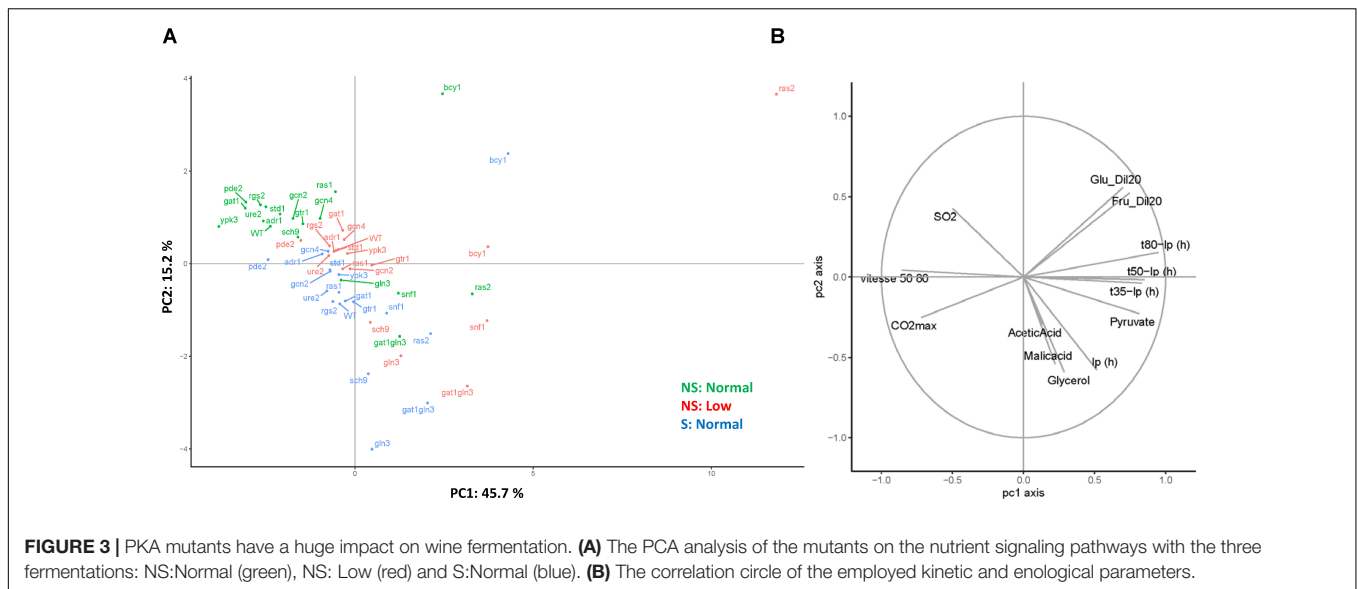 A
B
4
2
0
−2
−4
0
5
10
PC2: 15.2 %
PC1: 45.7 %
bcy1
ras2
bcy1
pde2
rgs2
gcn2
ras1
gat1
ure2
std1
gcn4
ypk3
adr1
gtr1
gat1
WT
rgs2
gcn4
sch9
adr1
WT
pde2
gcn4
std1
ypk3
bcy1
adr1
gtr1
pde2
std1
ras1
ure2
gcn2
gcn2
ypk3
gln3
ras1
snf1
ras2
ure2
gat1
rgs2
gtr1
snf1
WT
sch9
snf1
gat1gln3
ras2
gln3
sch9
gat1gln3
gat1gln3
gln3
NS: Normal
NS: Low
S: Normal
1.0
0.5
0.0
−0.5
−1.0
−1.0
−0.5
0.0
0.5
1.0
pc2 axis
pc1 axis
Glu_Dil20
Fru_Dil20
SO2
t80−lp (h)
t50−lp (h)
vitesse 50 80
t35−lp (h)
CO2max
Pyruvate
AceticAcid
Malicacid
lp (h)
Glycerol
FIGURE 3 | PKA mutants have a huge impact on wine fermentation. (A) The PCA analysis of the mutants on the nutrient signaling pathways with the three
fermentations: NS:Normal (green), NS: Low (red) and S:Normal (blue). (B) The correlation circle of the employed kinetic and enological parameters.